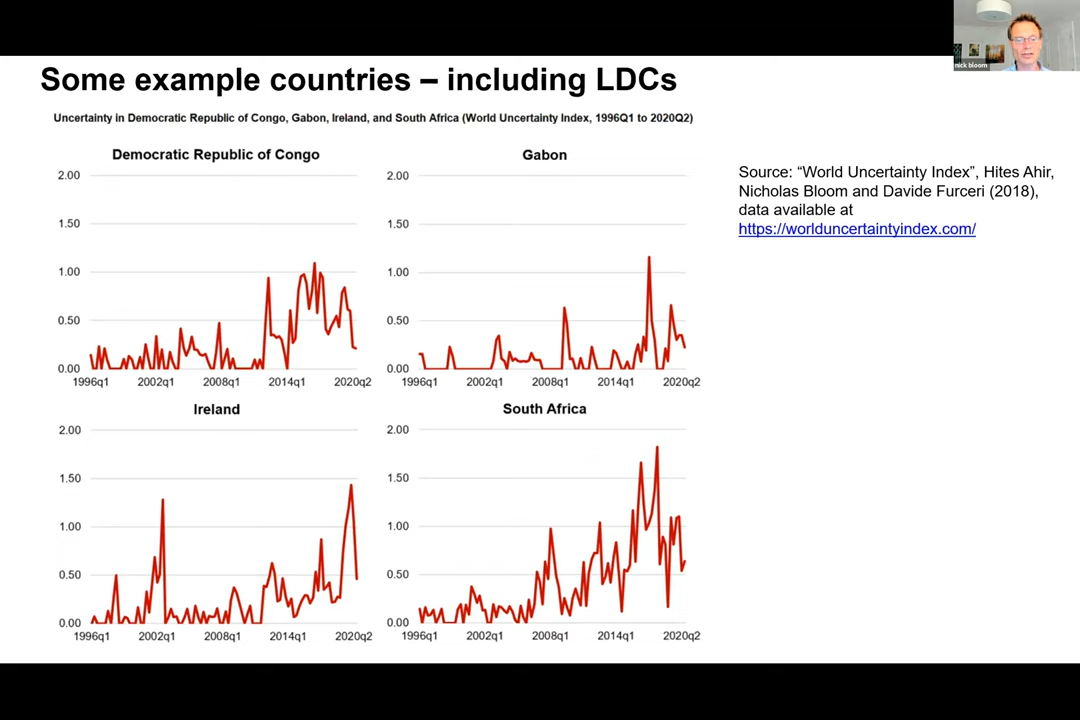 nick bloom
Some example countries – including LDCs
Uncertainty in Democratic Republic of Congo, Gabon, Ireland, and South Africa (World Uncertainty Index, 1996Q1 to 2020Q2)
Democratic Republic of Congo
2.00
1.50
1.00
0.50
0.00
1996q1 2002q1 2008q1 2014q1 2020q2
Gabon
2.00
1.50
1.00
0.50
0.00
1996q1 2002q1 2008q1 2014q1 2020q2
Source: “World Uncertainty Index”, Hites Ahir,
Nicholas Bloom and Davide Furceri (2018),
data available at
https://worlduncertaintyindex.com/
Ireland
2.00
1.50
1.00
0.50
0.00
1996q1 2002q1 2008q1 2014q1 2020q2
South Africa
2.00
1.50
1.00
0.50
0.00
1996q1 2002q1 2008q1 2014q1 2020q2